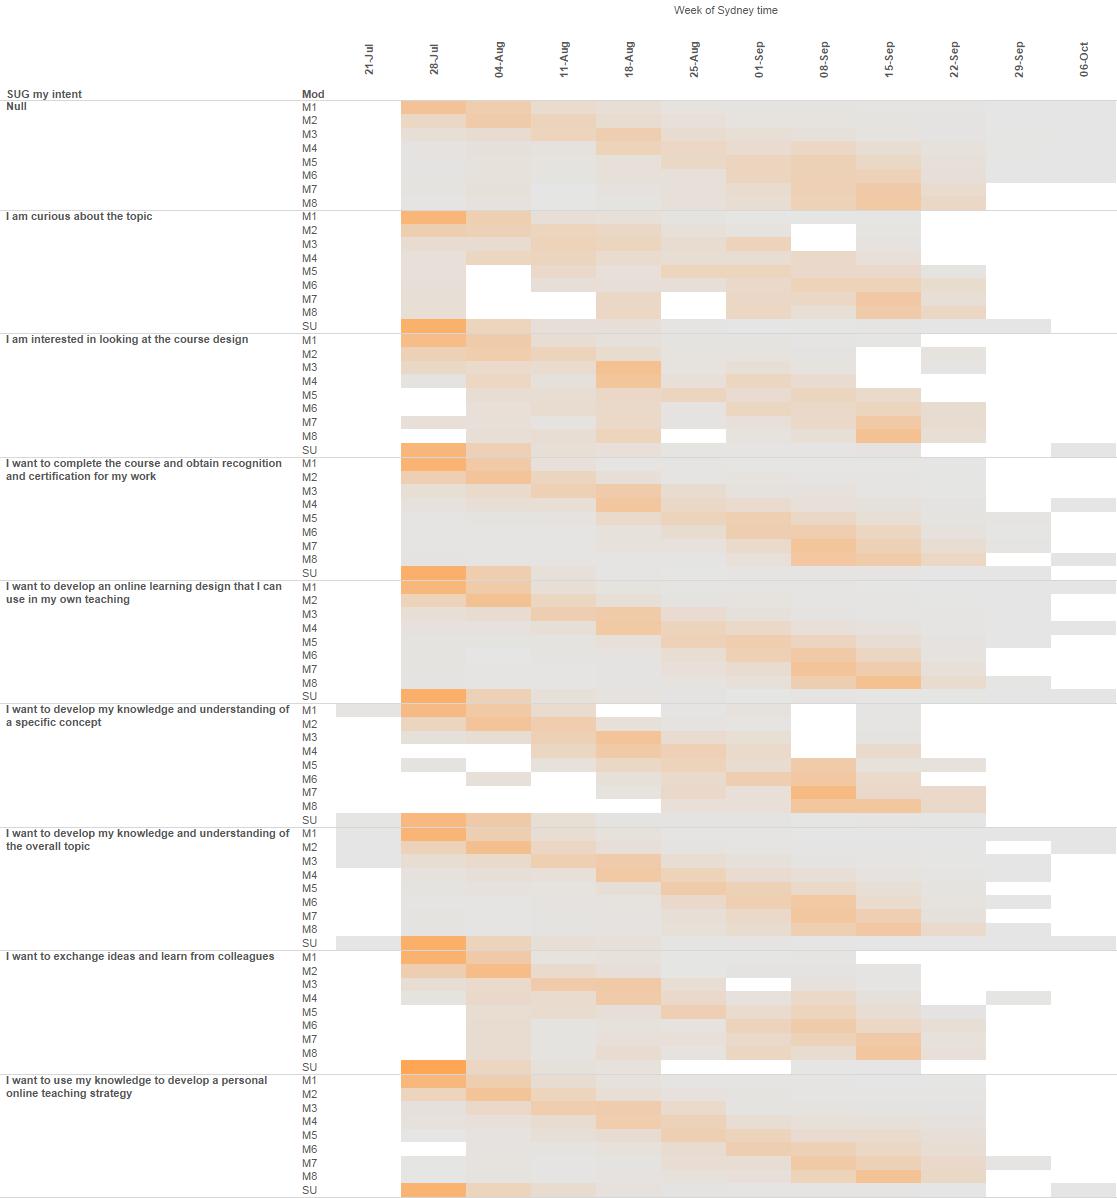 Week of Sydney time
21-Jul 28-Jul 04-Aug 11-Aug 18-Aug 25-Aug 01-Sep 08-Sep 15-Sep 22-Sep 29-Sep 06-Oct
SUG my intent Mod
Null M1
M2
M3
M4
M5
M6
M7
M8
I am curious about the topic M1
M2
M3
M4
M5
M6
M7
M8
SU
I am interested in looking at the course design M1
M2
M3
M4
M5
M6
M7
M8
SU
I want to complete the course and obtain recognition M1
and certification for my work M2
M3
M4
M5
M6
M7
M8
SU
I want to develop an online learning design that I can M1
use in my own teaching M2
M3
M4
M5
M6
M7
M8
SU
I want to develop my knowledge and understanding of M1
a specific concept M2
M3
M4
M5
M6
M7
M8
SU
I want to develop my knowledge and understanding of M1
the overall topic M2
M3
M4
M5
M6
M7
M8
SU
I want to exchange ideas and learn from colleagues M1
M2
M3
M4
M5
M6
M7
M8
SU
I want to use my knowledge to develop a personal M1
online teaching strategy M2
M3
M4
M5
M6
M7
M8
SU